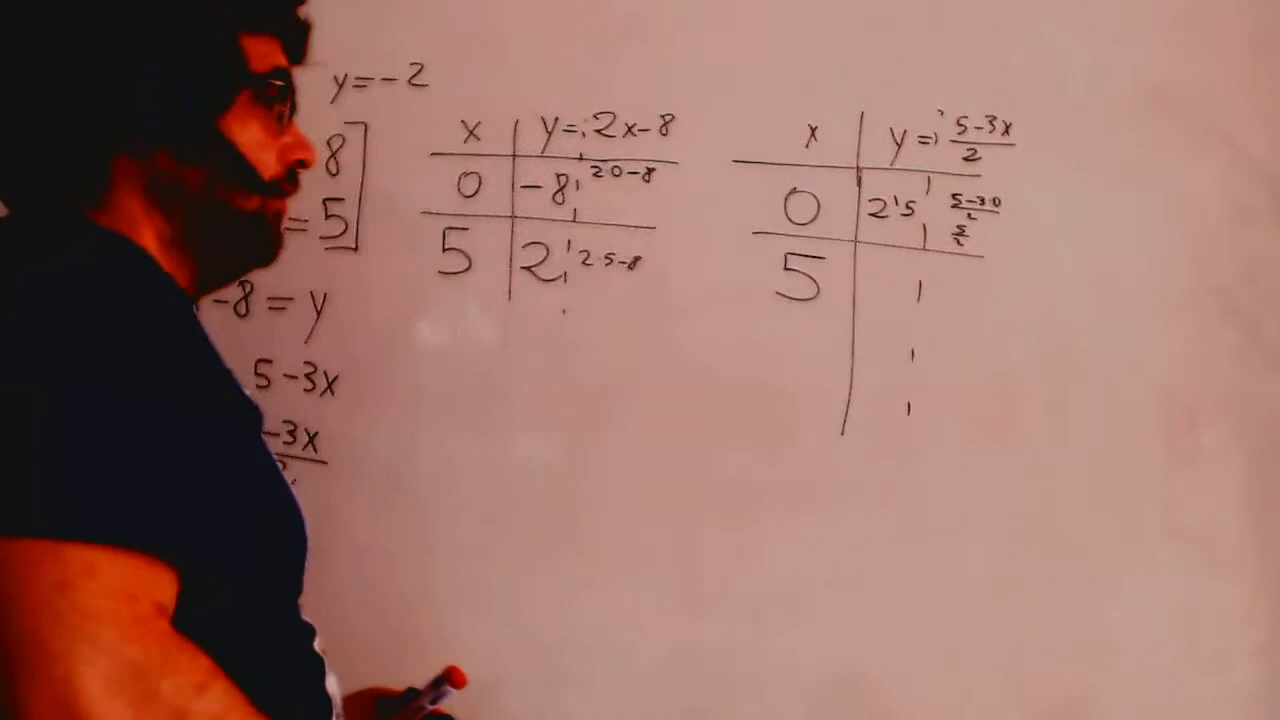 y=-2
8]
=5]
-8=y
5-3x
-3x
x | y=2x-8
0 | -8 2·0-8
5 | 2 2·5-8
x | y= 5-3x/2
0 | 2'5 5-3·0/2 5/2
5